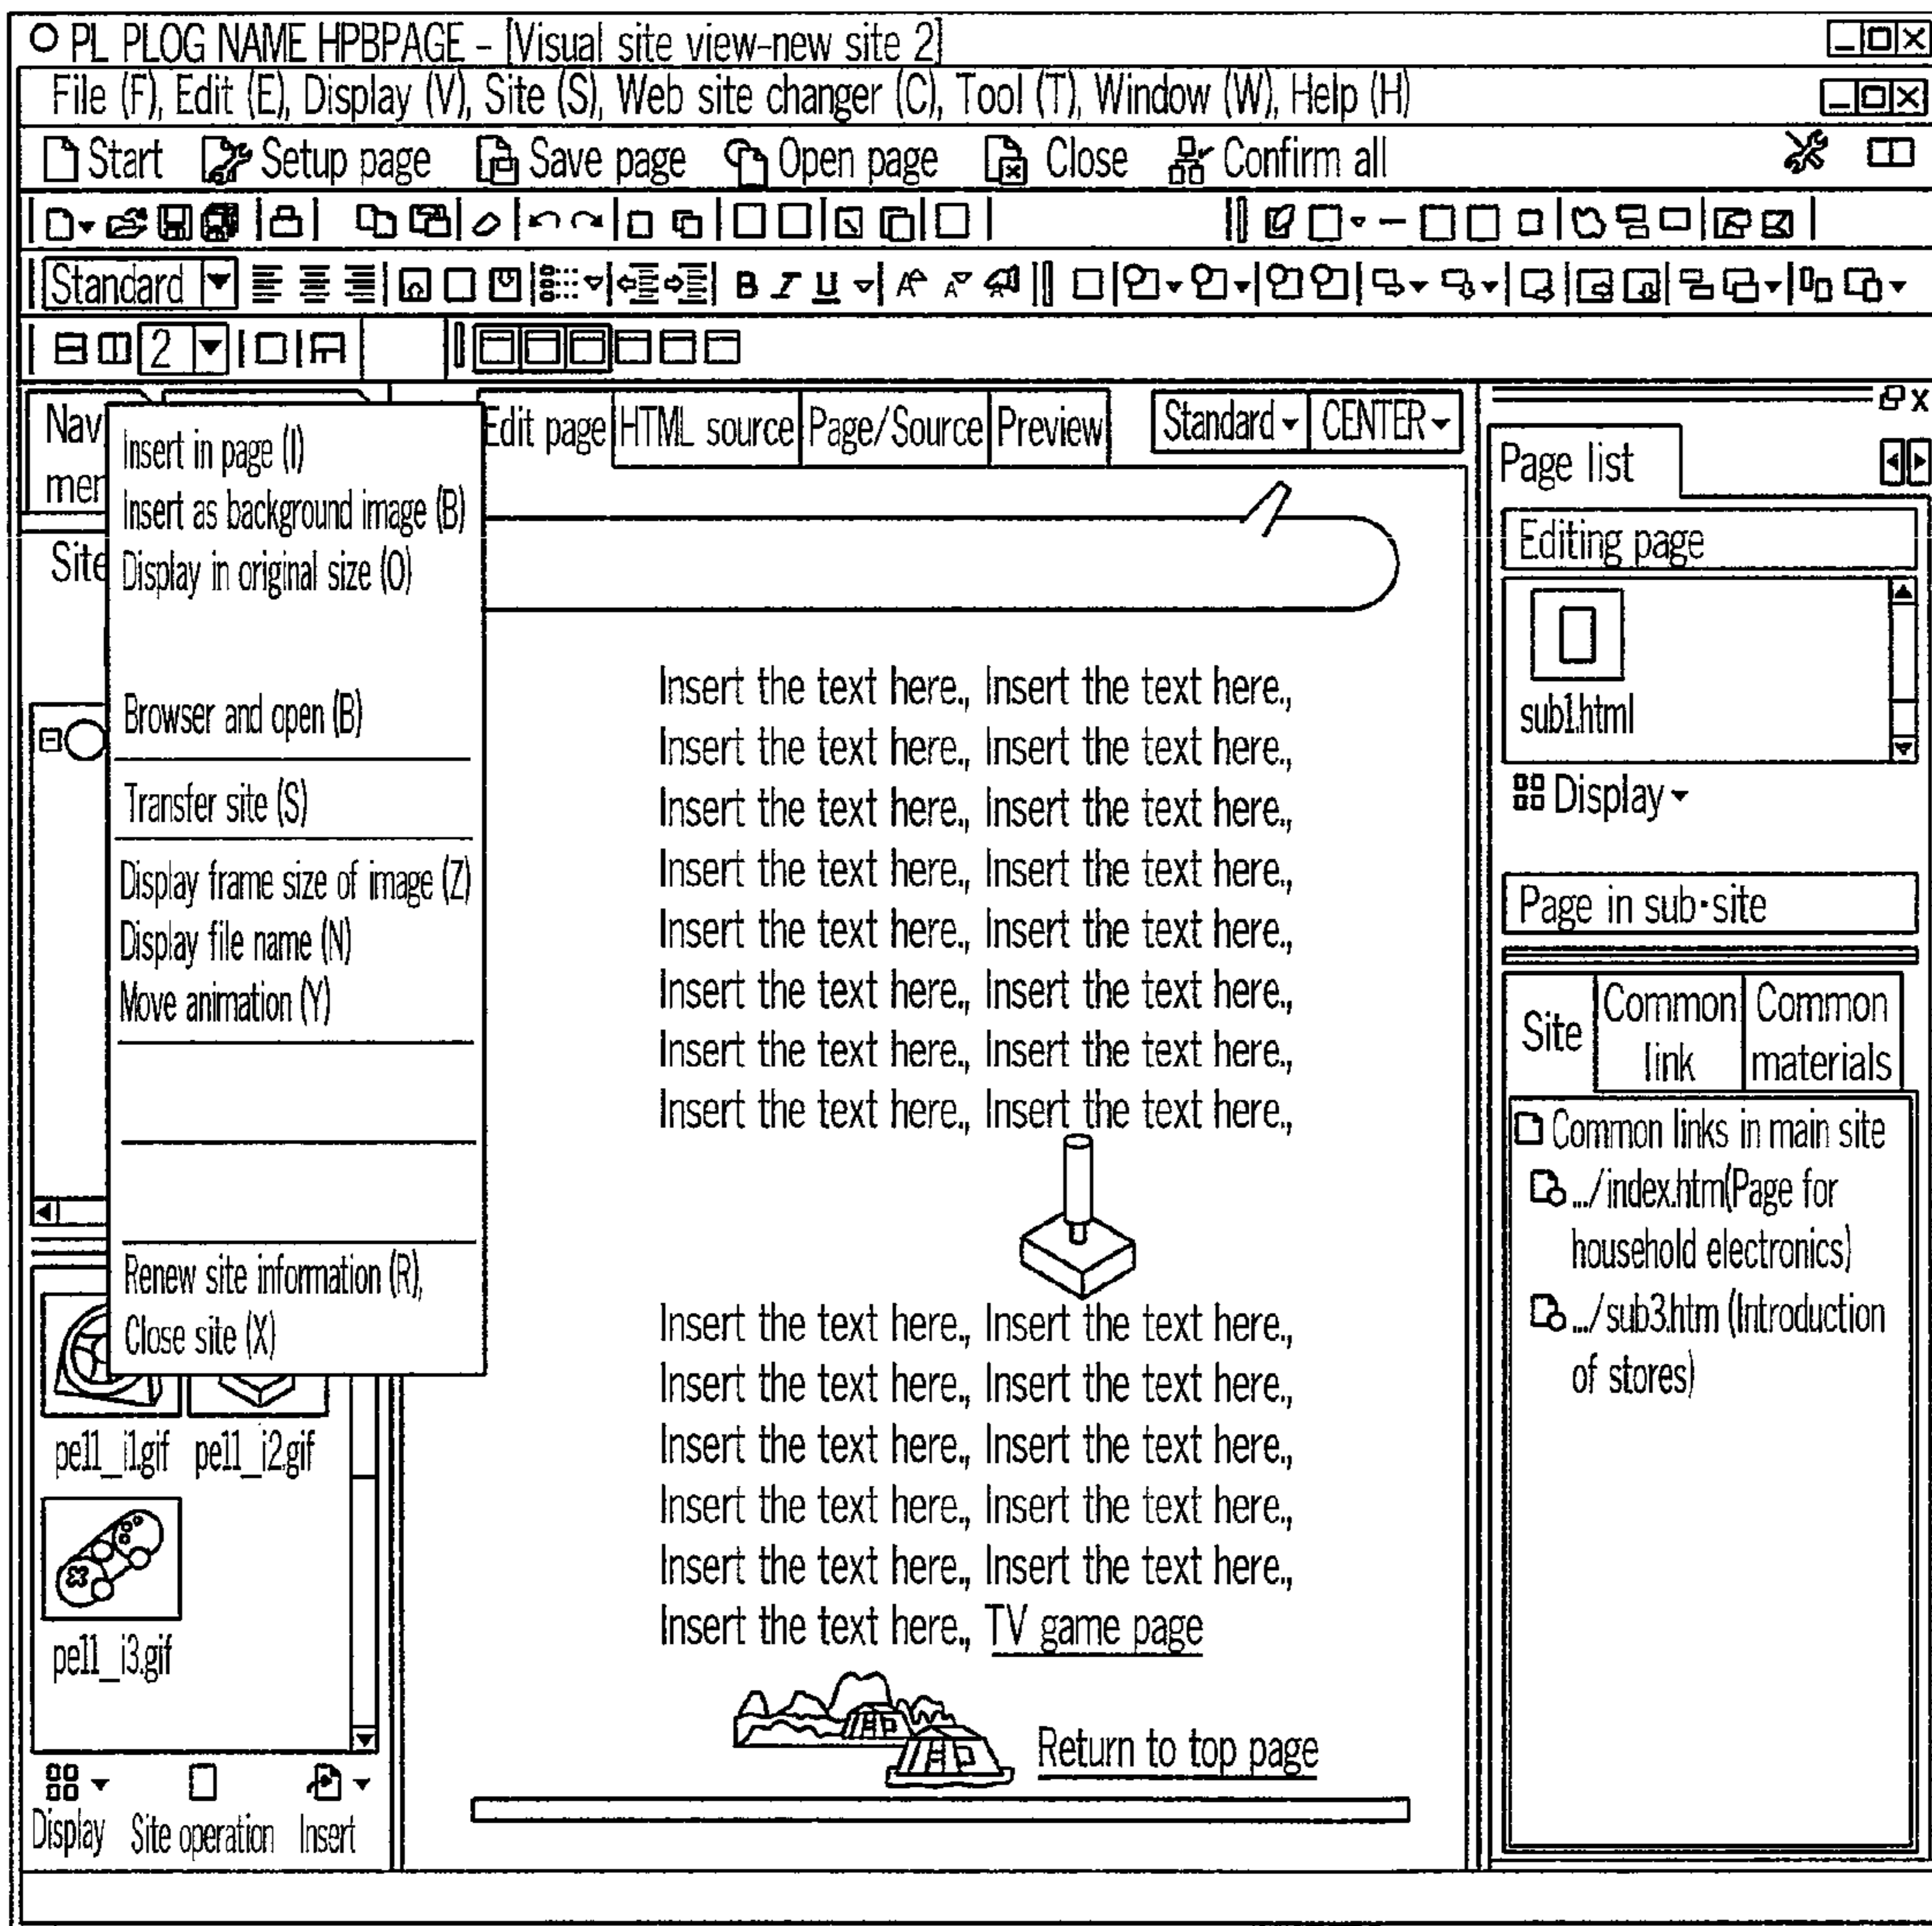 PL PLOG NAME HPBPAGE - [Visual site view-new site 2]
File (F), Edit (E), Display (V), Site (S), Web site changer (C), Tool (T), Window (W), Help (H)
Start Setup page Save page Open page Close Confirm all
Standard B I U A A
2
Nav
men
Site
Insert in page (I)
Insert as background image (B)
Display in original size (O)
Browser and open (B)
Transfer site (S)
Display frame size of image (Z)
Display file name (N)
Move animation (Y)
Renew site information (R),
Close site (X)
pe11_i1.gif pe11_i2.gif
pe11_i3.gif
Display Site operation Insert
Edit page HTML source Page/Source Preview Standard CENTER
Insert the text here., Insert the text here.,
Insert the text here., Insert the text here.,
Insert the text here., Insert the text here.,
Insert the text here., Insert the text here.,
Insert the text here., Insert the text here.,
Insert the text here., Insert the text here.,
Insert the text here., Insert the text here.,
Insert the text here., Insert the text here.,
Insert the text here., Insert the text here.,
Insert the text here., Insert the text here.,
Insert the text here., Insert the text here.,
Insert the text here., Insert the text here.,
Insert the text here., Insert the text here.,
Insert the text here., TV game page
Return to top page
Page list
Editing page
sub1.html
Display
Page in sub·site
Site Common link Common materials
Common links in main site
.../index.htm(Page for
household electronics)
.../sub3.htm (Introduction
of stores)